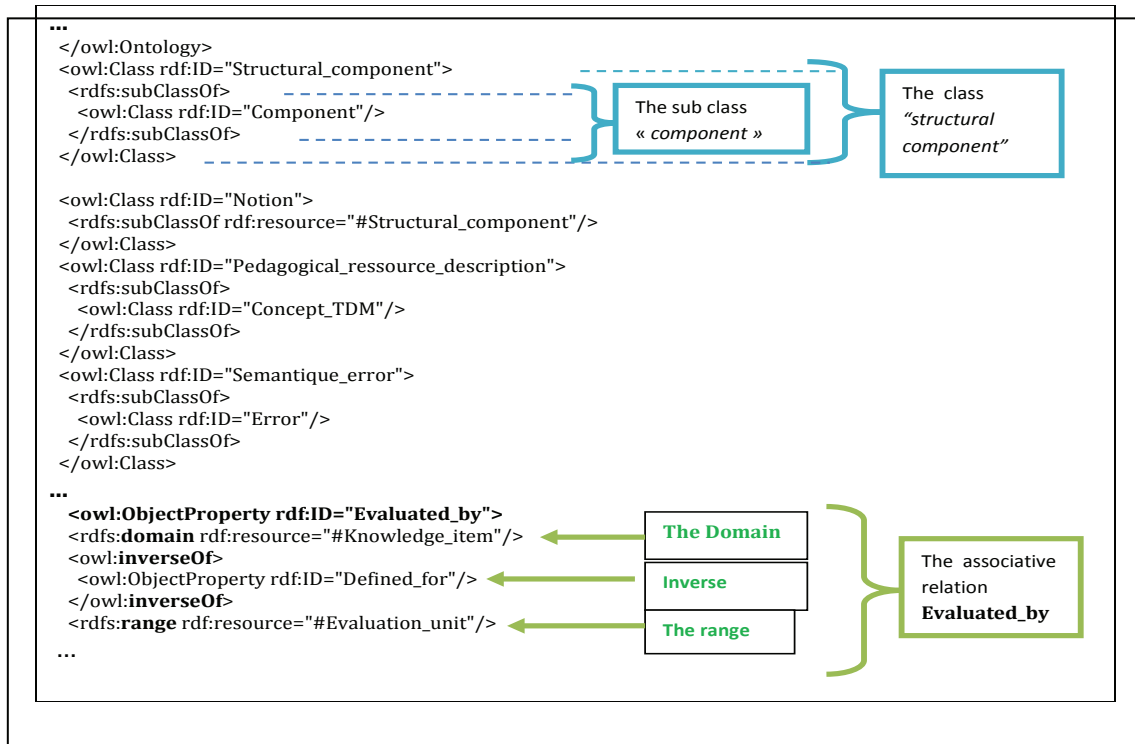 ...
</owl:Ontology>
<owl:Class rdf:ID="Structural_component">
<rdfs:subClassOf>
<owl:Class rdf:ID="Component"/>
</rdfs:subClassOf>
</owl:Class>
The sub class
« component »
The class
“structural
component”
<owl:Class rdf:ID="Notion">
<rdfs:subClassOf rdf:resource="#Structural_component"/>
</owl:Class>
<owl:Class rdf:ID="Pedagogical_ressource_description">
<rdfs:subClassOf>
<owl:Class rdf:ID="Concept_TDM"/>
</rdfs:subClassOf>
</owl:Class>
<owl:Class rdf:ID="Semantique_error">
<rdfs:subClassOf>
<owl:Class rdf:ID="Error"/>
</rdfs:subClassOf>
</owl:Class>
...
<owl:ObjectProperty rdf:ID="Evaluated_by">
<rdfs:domain rdf:resource="#Knowledge_item"/>
<owl:inverseOf>
<owl:ObjectProperty rdf:ID="Defined_for"/>
</owl:inverseOf>
<rdfs:range rdf:resource="#Evaluation_unit"/>
...
The Domain
Inverse
The range
The associative
relation
Evaluated_by